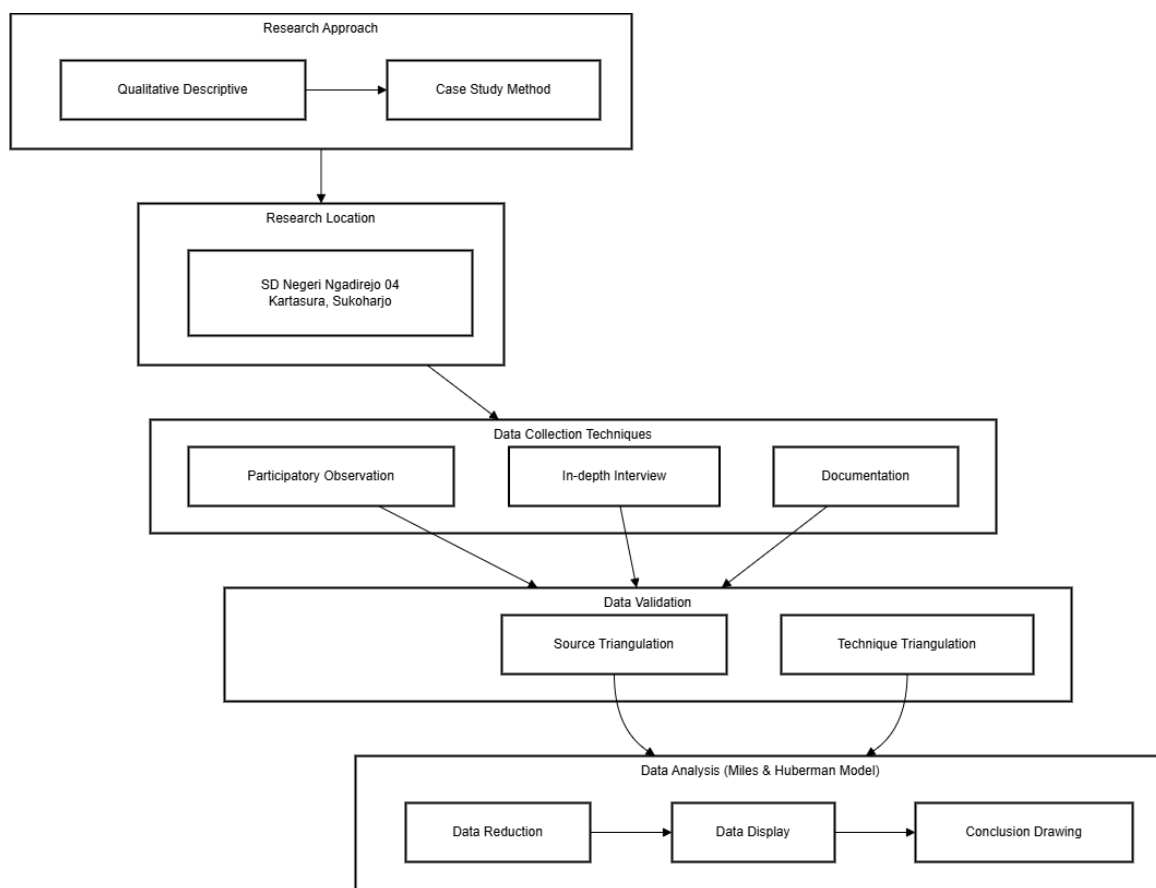 Research Approach
Qualitative Descriptive
Case Study Method
Research Location
SD Negeri Ngadirejo 04
Kartasura, Sukoharjo
Data Collection Techniques
Participatory Observation
In-depth Interview
Documentation
Data Validation
Source Triangulation
Technique Triangulation
Data Analysis (Miles & Huberman Model)
Data Reduction
Data Display
Conclusion Drawing